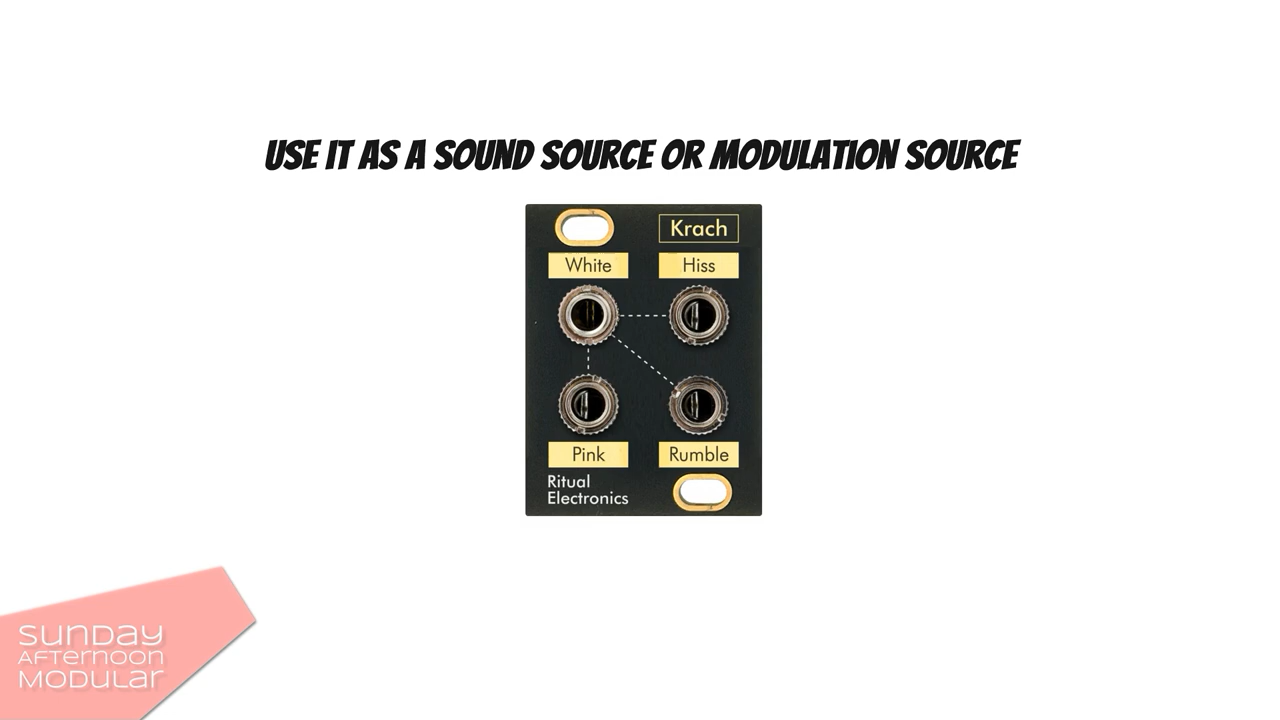 USE IT AS A SOUND SOURCE OR MODULATION SOURCE
Krach
White
Hiss
Pink
Rumble
Ritual
Electronics
SUNDAY
AFTERNOON
MODULAR